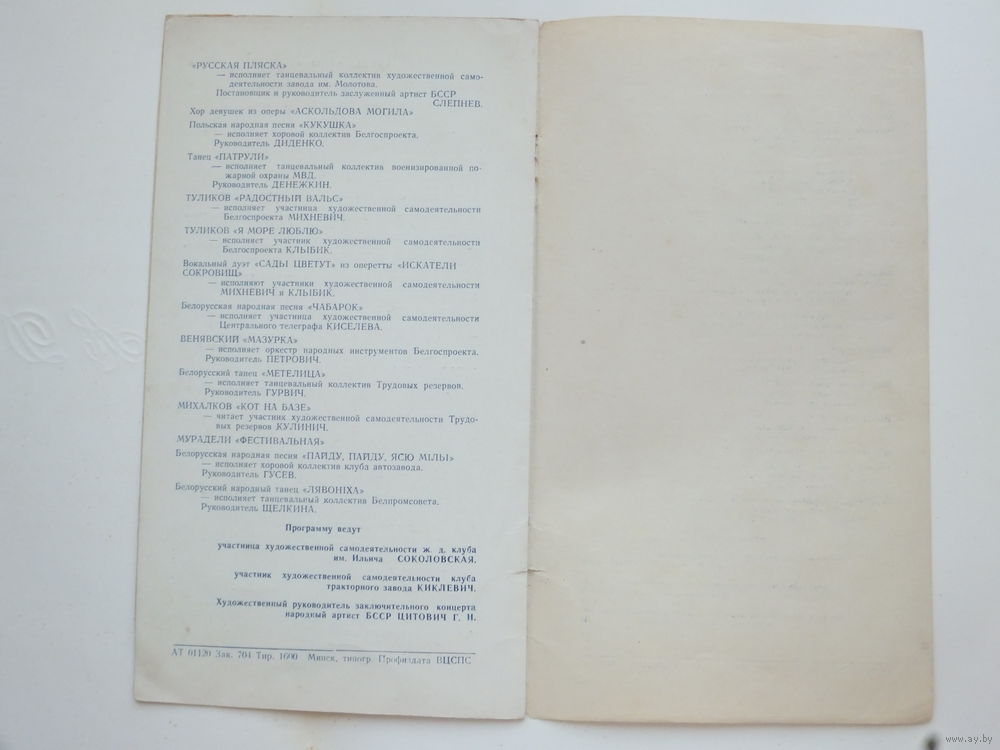 «РУССКАЯ ПЛЯСКА»
— исполняет танцевальный коллектив художественной само-
деятельности завода им. Молотова.
Постановщик и руководитель заслуженный артист БССР
СЛЕПНЕВ.
Хор девушек из оперы «АСКОЛЬДОВА МОГИЛА»
Польская народная песня «КУКУШКА»
— исполняет хоровой коллектив Белгоспроекта.
Руководитель ДИДЕНКО.
Танец «ПАТРУЛИ»
— исполняет танцевальный коллектив военизированной по-
жарной охраны МВД.
Руководитель ДЕНЕЖКИН.
ТУЛИКОВ «РАДОСТНЫЙ ВАЛЬС»
— исполняет участница художественной самодеятельности
Белгоспроекта МИХНЕВИЧ.
ТУЛИКОВ «Я МОРЕ ЛЮБЛЮ»
— исполняет участник художественной самодеятельности
Белгоспроекта КЛЫБИК.
Вокальный дуэт «САДЫ ЦВЕТУТ» из оперетты «ИСКАТЕЛИ
СОКРОВИЩ»
— исполняют участники художественной самодеятельности
МИХНЕВИЧ и КЛЫБИК.
Белорусская народная песня «ЧАБАРОК»
— исполняет участница художественной самодеятельности
Центрального телеграфа КИСЕЛЕВА.
ВЕНЯВСКИЙ «МАЗУРКА»
— исполняет оркестр народных инструментов Белгоспроекта.
Руководитель ПЕТРОВИЧ.
Белорусский танец «МЕТЕЛИЦА»
— исполняет танцевальный коллектив Трудовых резервов.
Руководитель ГУРВИЧ.
МИХАЛКОВ «КОТ НА БАЗЕ»
— читает участник художественной самодеятельности Трудо-
вых резервов КУЛИНИЧ.
МУРАДЕЛИ «ФЕСТИВАЛЬНАЯ»
Белорусская народная песня «ПАЙДУ, ПАЙДУ, ЯСЮ МІЛЫ»
— исполняет хоровой коллектив клуба автозавода.
Руководитель ГУСЕВ.
Белорусский народный танец «ЛЯВОНІХА»
— исполняет танцевальный коллектив Белпромсовета.
Руководитель ЩЕЛКИНА.
Программу ведут
участница художественной самодеятельности ж. д. клуба
им. Ильича СОКОЛОВСКАЯ.
участник художественной самодеятельности клуба
тракторного завода КИКЛЕВИЧ.
Художественный руководитель заключительного концерта
народный артист БССР ЦИТОВИЧ Г. И.
АТ 01120 Зак. 704 Тир. 1600 Минск, типогр. Профиздата ВЦСПС
www.ay.by